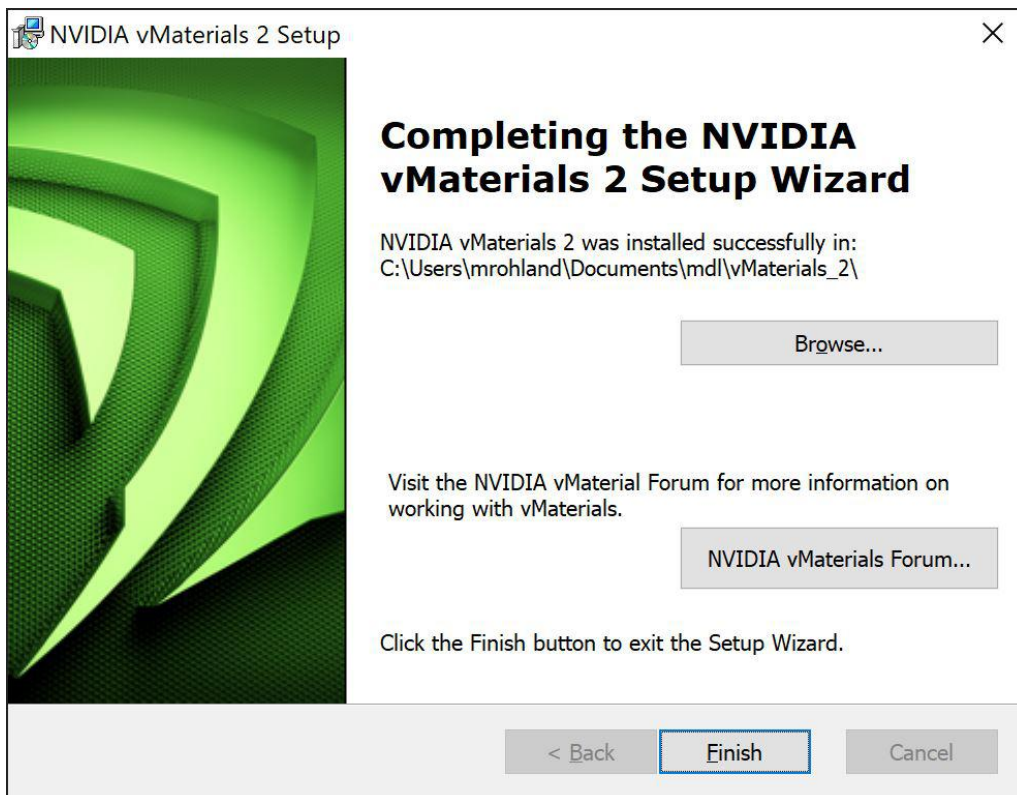 NVIDIA vMaterials 2 Setup
Completing the NVIDIA
vMaterials 2 Setup Wizard
NVIDIA vMaterials 2 was installed successfully in:
C:\Users\mrohland\Documents\mdl\vMaterials_2\
Browse...
Visit the NVIDIA vMaterial Forum for more information on
working with vMaterials.
NVIDIA vMaterials Forum...
Click the Finish button to exit the Setup Wizard.
< Back
Finish
Cancel